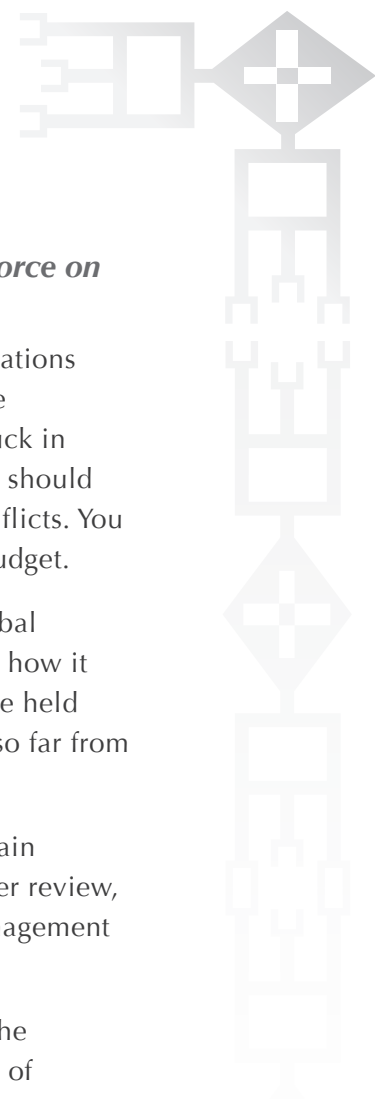 orce on
ations
e
uck in
should
flicts. You
udget.
bal
how it
e held
so far from
ain
er review,
agement
he
of